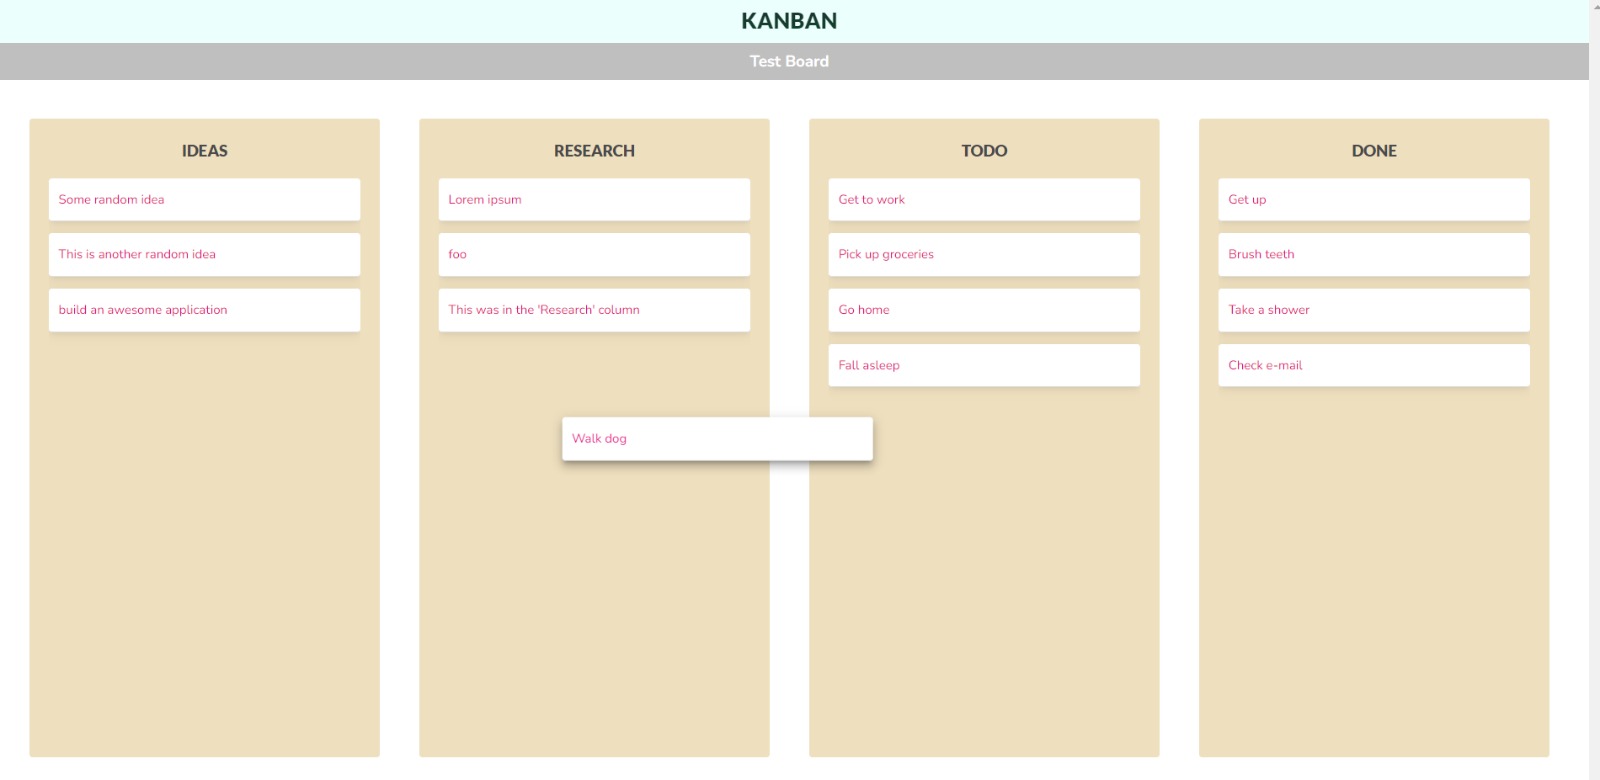 KANBAN
Test Board
IDEAS
Some random idea
This is another random idea
build an awesome application
RESEARCH
Lorem ipsum
foo
This was in the 'Research' column
TODO
Get to work
Pick up groceries
Go home
Fall asleep
DONE
Get up
Brush teeth
Take a shower
Check e-mail
Walk dog